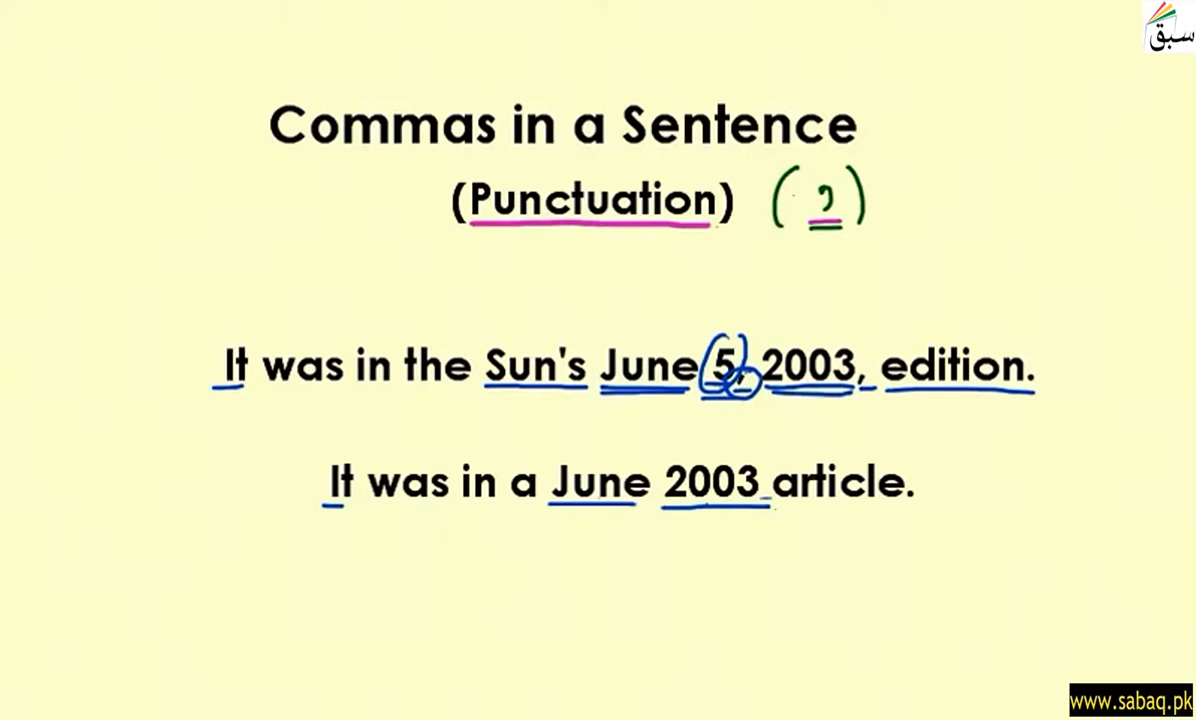 سبق
Commas in a Sentence
(Punctuation) (,)
It was in the Sun's June 5, 2003, edition.
It was in a June 2003 article.
www.sabaq.pk